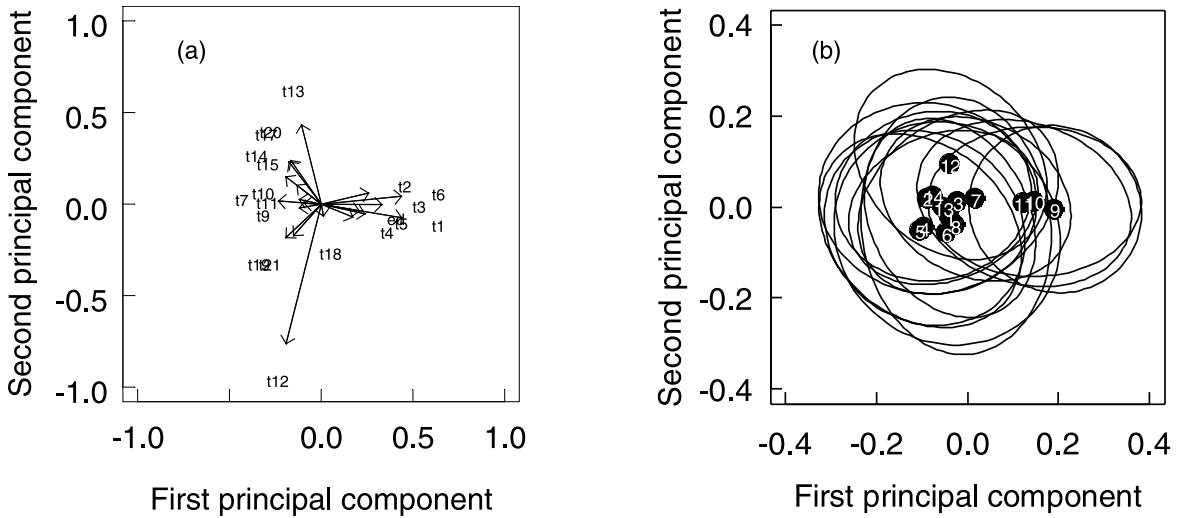 1.0
(a)
t13
0.5
t20
t14
t15
t2
t10
t6
t7
t11
t3
0.0
t9
t5
t1
t4
t18
t21
-0.5
t12
-1.0
-1.0
0.0
0.5
1.0
First principal component
Second principal component
0.4
(b)
0.2
12
7
11
10
9
0.0
3
8
5
4
6
-0.2
-0.4
-0.4
-0.2
0.0
0.2
0.4
First principal component
Second principal component